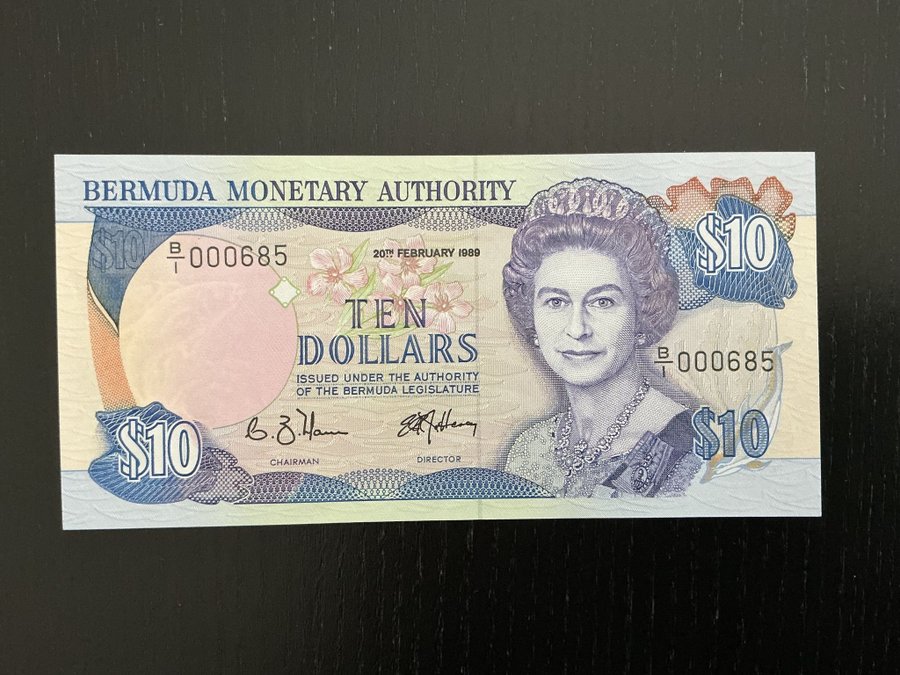 BERMUDA MONETARY AUTHORITY
$10
B/1 000685
20TH FEBRUARY 1989
$10
TEN
DOLLARS
B/1 000685
ISSUED UNDER THE AUTHORITY
OF THE BERMUDA LEGISLATURE
$10
$10
CHAIRMAN
DIRECTOR